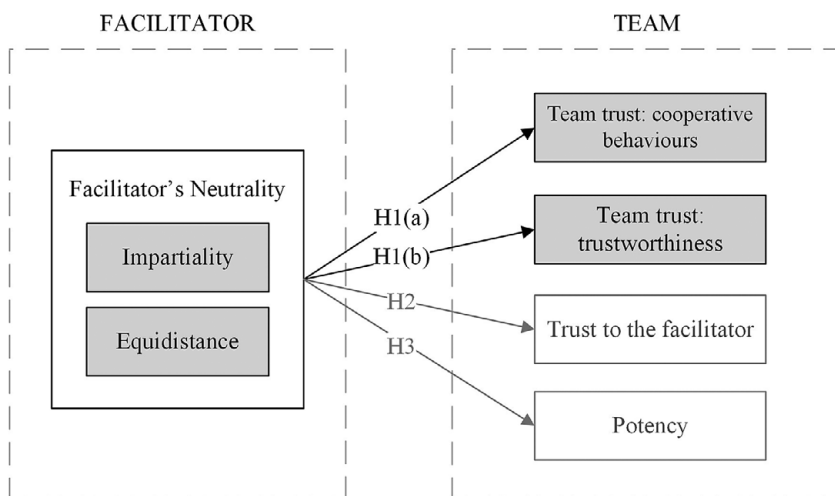 FACILITATOR
TEAM
Facilitator's Neutrality
Impartiality
Equidistance
H1(a)
H1(b)
H2
H3
Team trust: cooperative
behaviours
Team trust:
trustworthiness
Trust to the facilitator
Potency